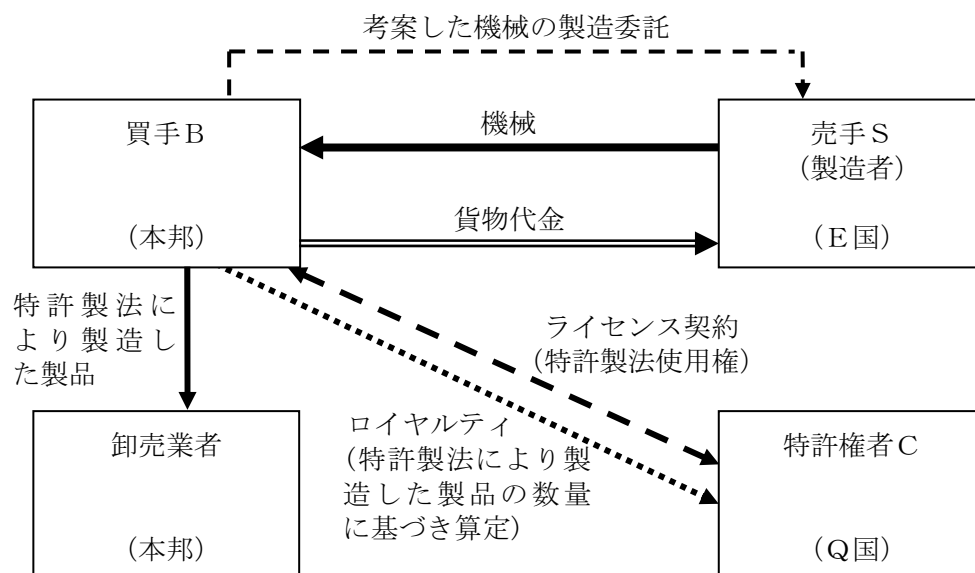 考案した機械の製造委託
買手Ｂ
（本邦）
機械
貨物代金
売手Ｓ
（製造者）
（Ｅ国）
特許製法に
より製造し
た製品
ライセンス契約
（特許製法使用権）
ロイヤルティ
（特許製法により製
造した製品の数量
に基づき算定）
卸売業者
（本邦）
特許権者Ｃ
（Ｑ国）